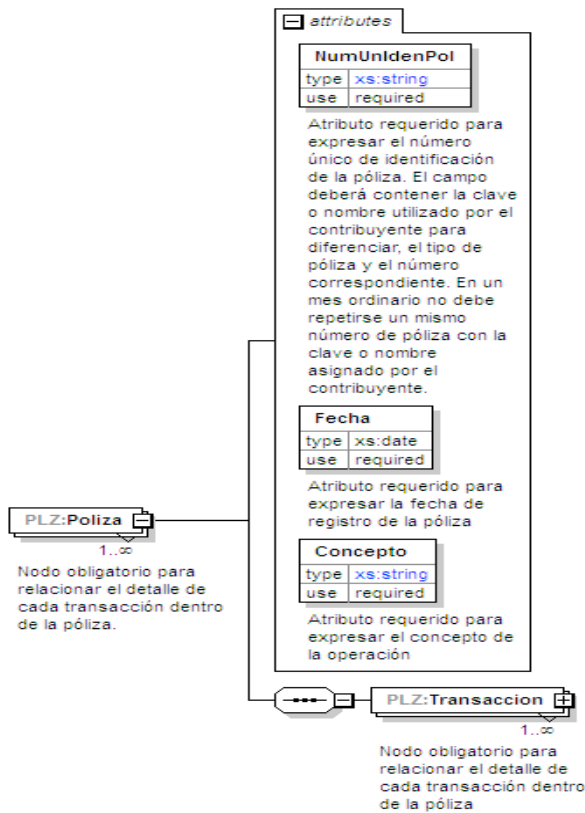 attributes
NumUnIdenPol
type xs:string
use required
Atributo requerido para
expresar el número
único de identificación
de la póliza. El campo
deberá contener la clave
o nombre utilizado por el
contribuyente para
diferenciar, el tipo de
póliza y el número
correspondiente. En un
mes ordinario no debe
repetirse un mismo
número de póliza con la
clave o nombre
asignado por el
contribuyente.
Fecha
type xs:date
use required
Atributo requerido para
expresar la fecha de
registro de la póliza
Concepto
type xs:string
use required
Atributo requerido para
expresar el concepto de
la operación
PLZ:Poliza
1..∞
Nodo obligatorio para
relacionar el detalle de
cada transacción dentro
de la póliza.
PLZ:Transaccion
1..∞
Nodo obligatorio para
relacionar el detalle de
cada transacción dentro
de la póliza